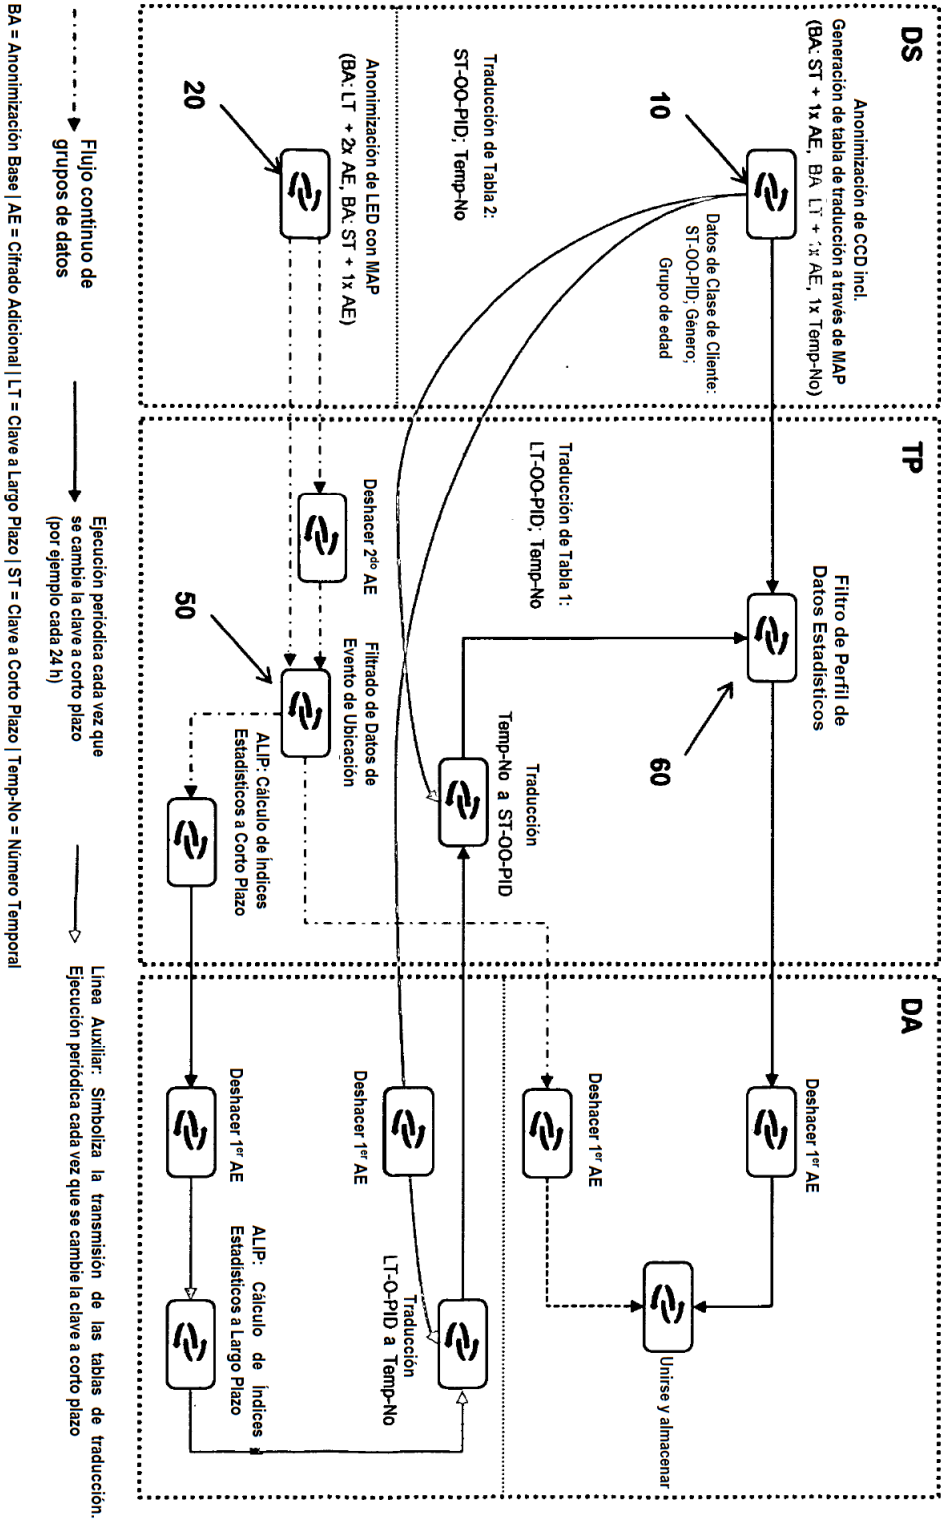 DS
Anonimización de CCD incl.
Generación de tabla de traducción a través de MAP
(BA: ST + 1x AE, BA LT + 1x AE, 1x Temp-No)
10
Datos de Clase de Cliente:
ST-OO-PID; Género;
Grupo de edad
Traducción de Tabla 2:
ST-OO-PID; Temp-No
Anonimización de LED con MAP
(BA: LT + 2x AE, BA: ST + 1x AE)
20
TP
Filtro de Perfil de
Datos Estadísticos
60
Traducción de Tabla 1:
LT-OO-PID; Temp-No
Traducción
Temp-No a ST-OO-PID
Deshacer 2do AE
Filtrado de Datos de
Evento de Ubicación
50
ALIP: Cálculo de Índices
Estadísticos a Corto Plazo
DA
Deshacer 1er AE
Unirse y almacenar
Deshacer 1er AE
Traducción
LT-O-PID a Temp-No
Deshacer 1er AE
Deshacer 1er AE
ALIP: Cálculo de Índices
Estadísticos a Largo Plazo
Flujo continuo de
grupos de datos
Ejecución periódica cada vez que
se cambie la clave a corto plazo
(por ejemplo cada 24 h)
Línea Auxiliar: Simboliza la transmisión de las tablas de traducción.
Ejecución periódica cada vez que se cambie la clave a corto plazo
BA = Anonimización Base | AE = Cifrado Adicional | LT = Clave a Largo Plazo | ST = Clave a Corto Plazo | Temp-No = Número Temporal